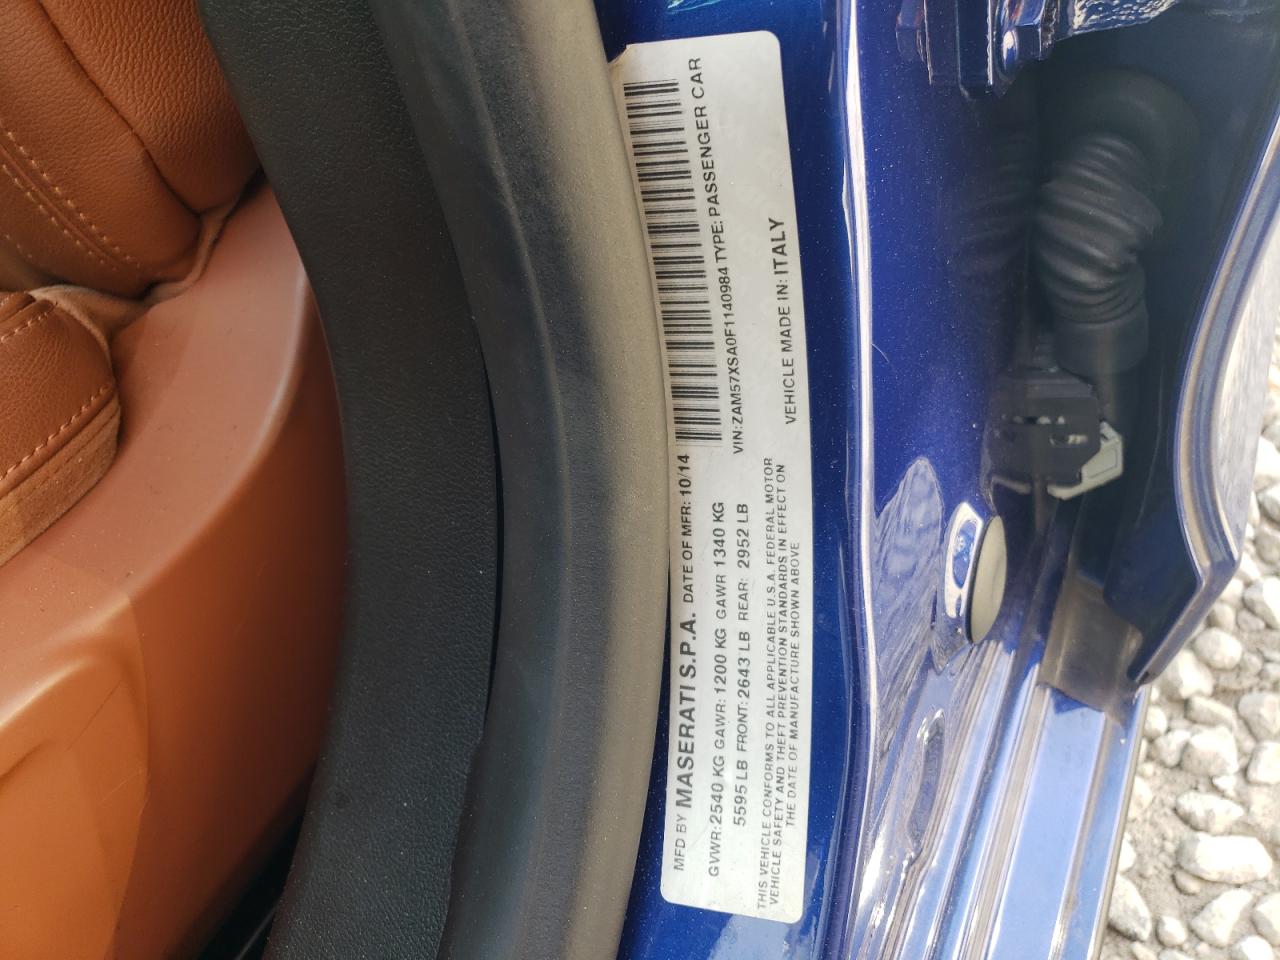 MFD BY MASERATI S.P.A. DATE OF MFR: 10/14
GVWR:2540 KG GAWR:1200 KG GAWR 1340 KG
5595 LB FRONT:2643 LB REAR: 2952 LB
THIS VEHICLE CONFORMS TO ALL APPLICABLE U.S.A. FEDERAL MOTOR
VEHICLE SAFETY AND THEFT PREVENTION STANDARDS IN EFFECT ON
THE DATE OF MANUFACTURE SHOWN ABOVE
VIN:ZAM57XSA0F1140984 TYPE: PASSENGER CAR
VEHICLE MADE IN: ITALY